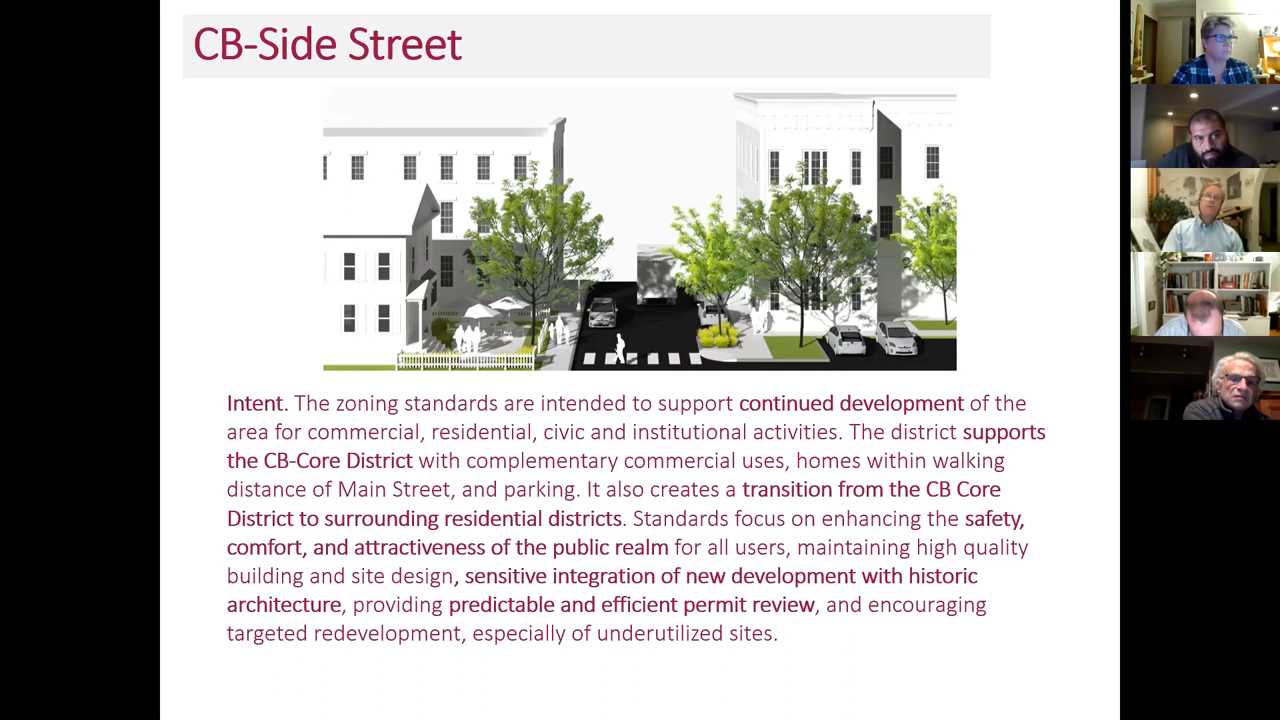 CB-Side Street
Intent. The zoning standards are intended to support continued development of the
area for commercial, residential, civic and institutional activities. The district supports
the CB-Core District with complementary commercial uses, homes within walking
distance of Main Street, and parking. It also creates a transition from the CB Core
District to surrounding residential districts. Standards focus on enhancing the safety,
comfort, and attractiveness of the public realm for all users, maintaining high quality
building and site design, sensitive integration of new development with historic
architecture, providing predictable and efficient permit review, and encouraging
targeted redevelopment, especially of underutilized sites.